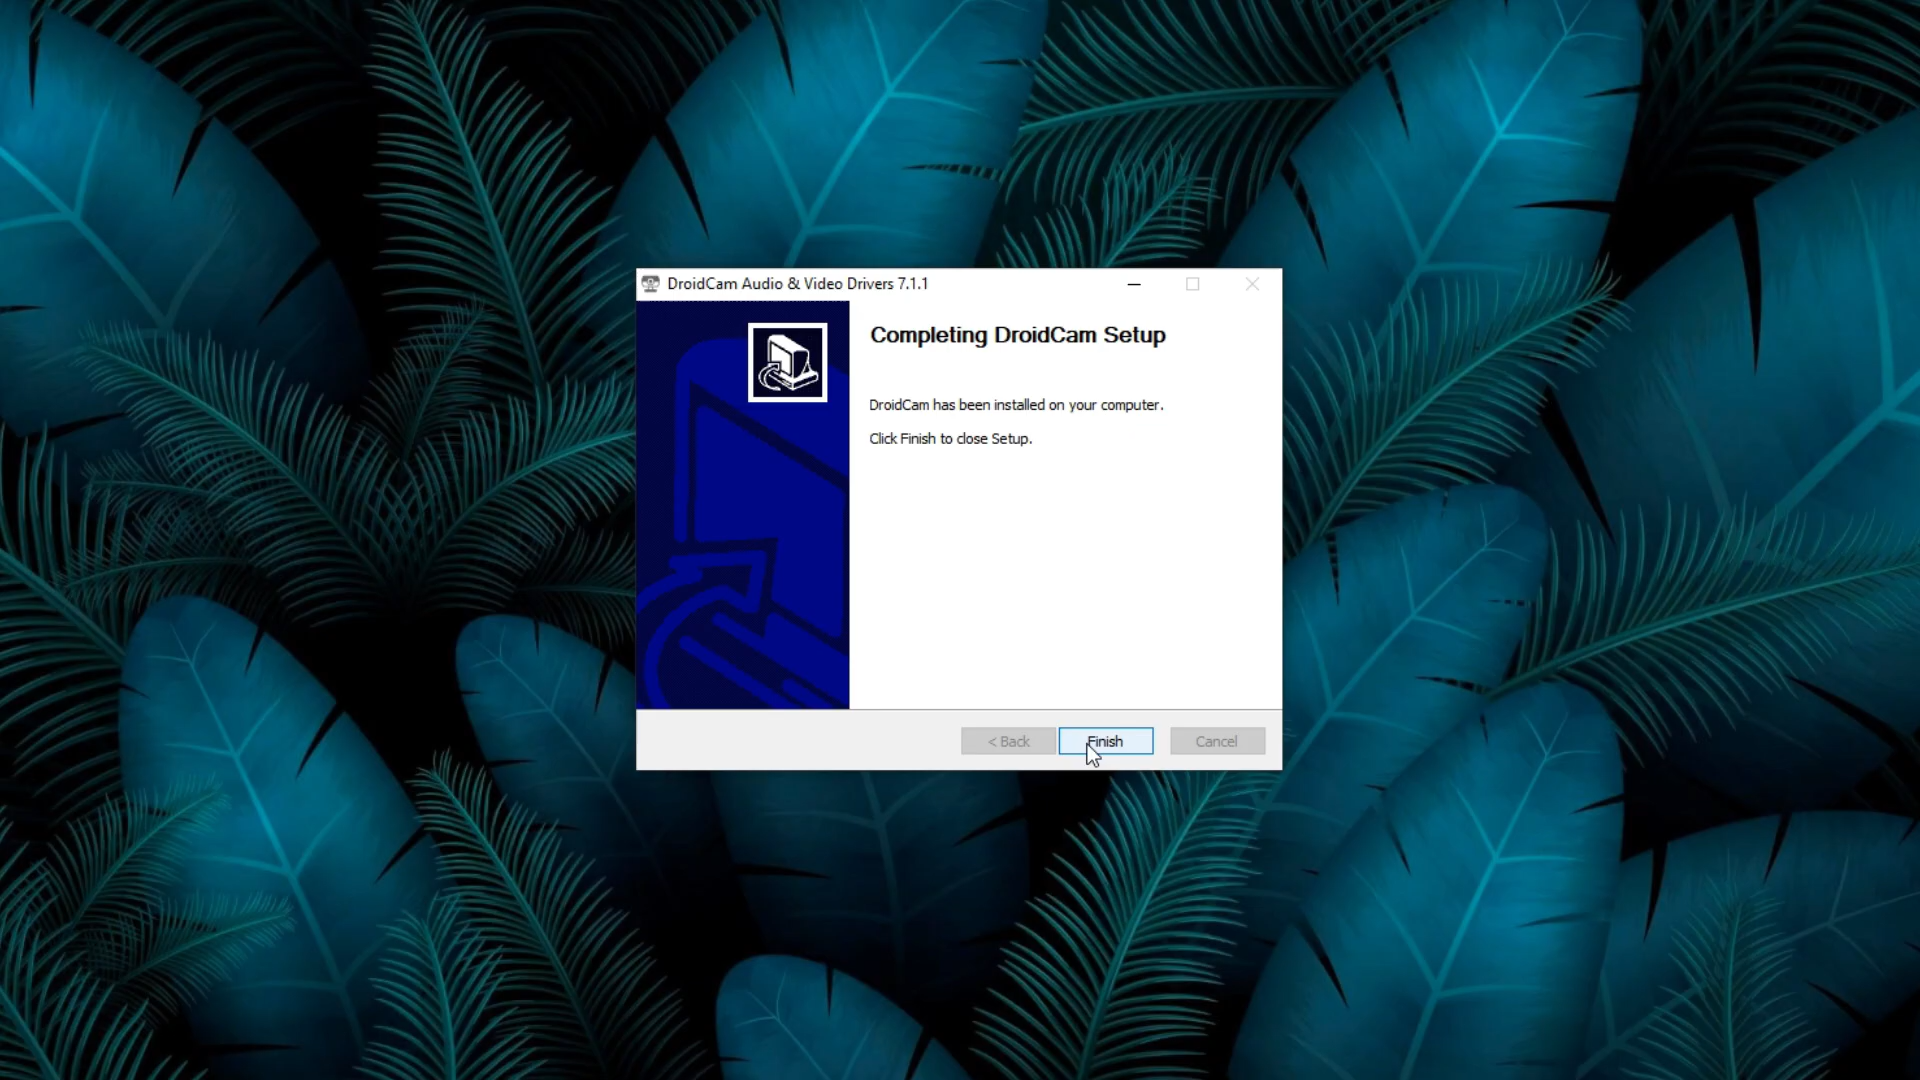 DroidCam Audio & Video Drivers 7.1.1
Completing DroidCam Setup
DroidCam has been installed on your computer.
Click Finish to close Setup.
< Back
Finish
Cancel